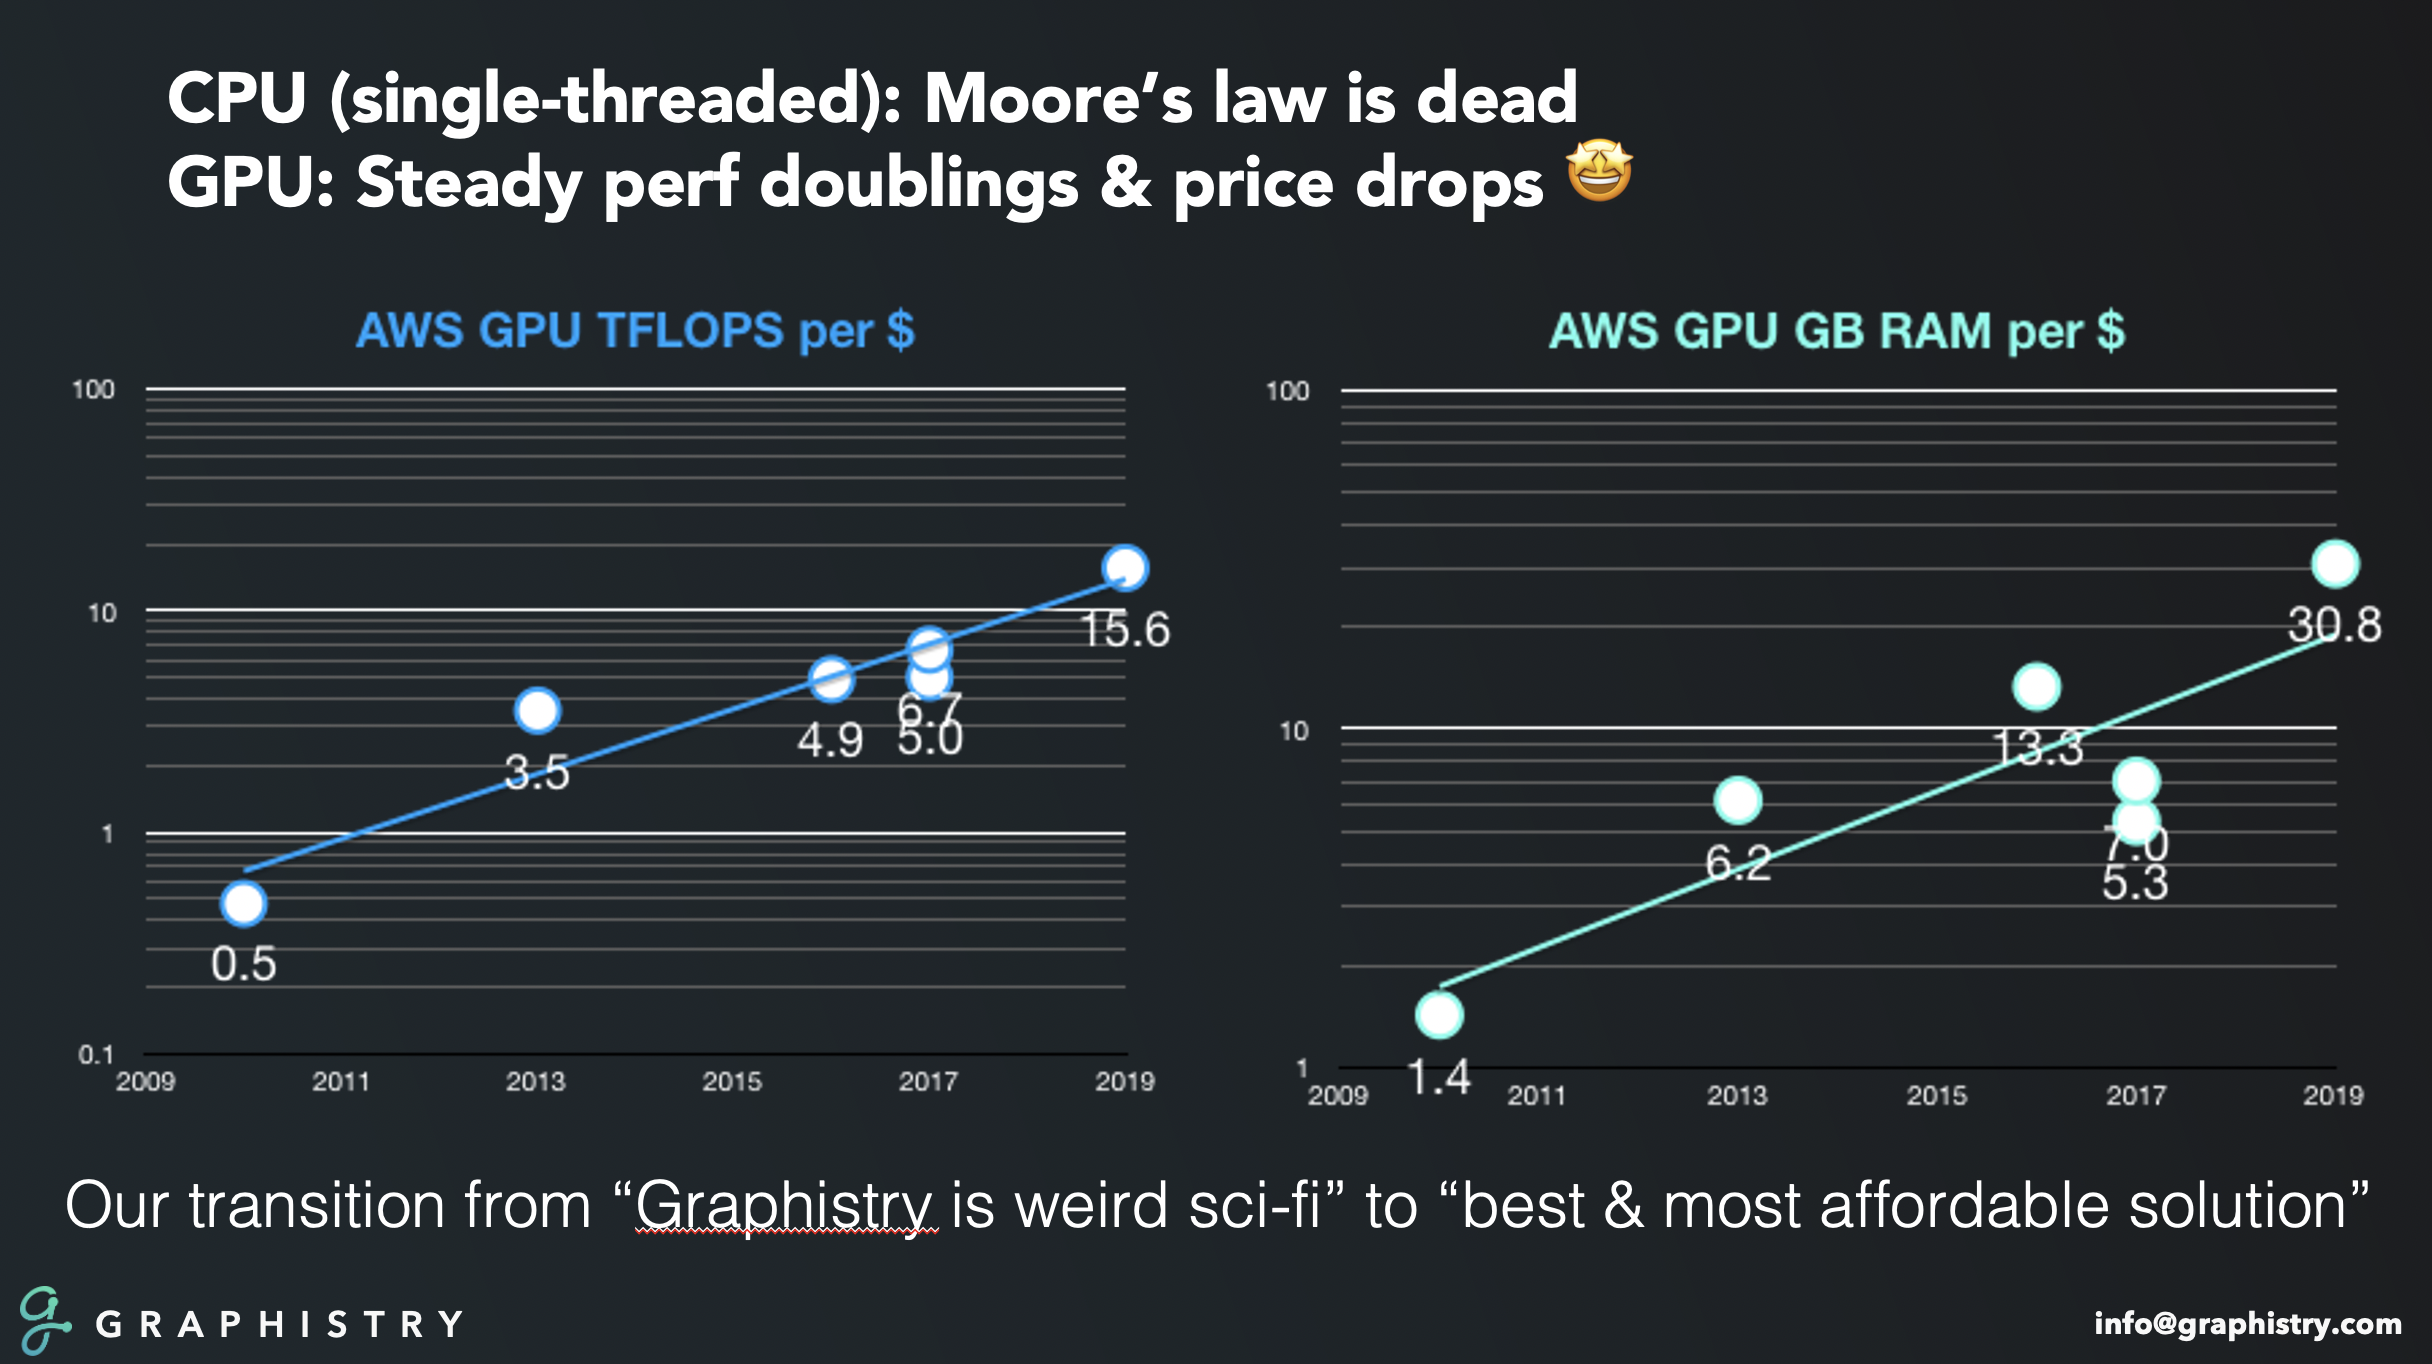 CPU (single-threaded): Moore’s law is dead
GPU: Steady perf doublings & price drops 🤩
AWS GPU TFLOPS per $
100
10
1
0.1
2009 2011 2013 2015 2017 2019
0.5
3.5
4.9
6.7
5.0
15.6
AWS GPU GB RAM per $
100
10
1
2009 2011 2013 2015 2017 2019
1.4
6.2
13.3
7.0
5.3
30.8
Our transition from “Graphistry is weird sci-fi” to “best & most affordable solution”
GRAPHISTRY
info@graphistry.com